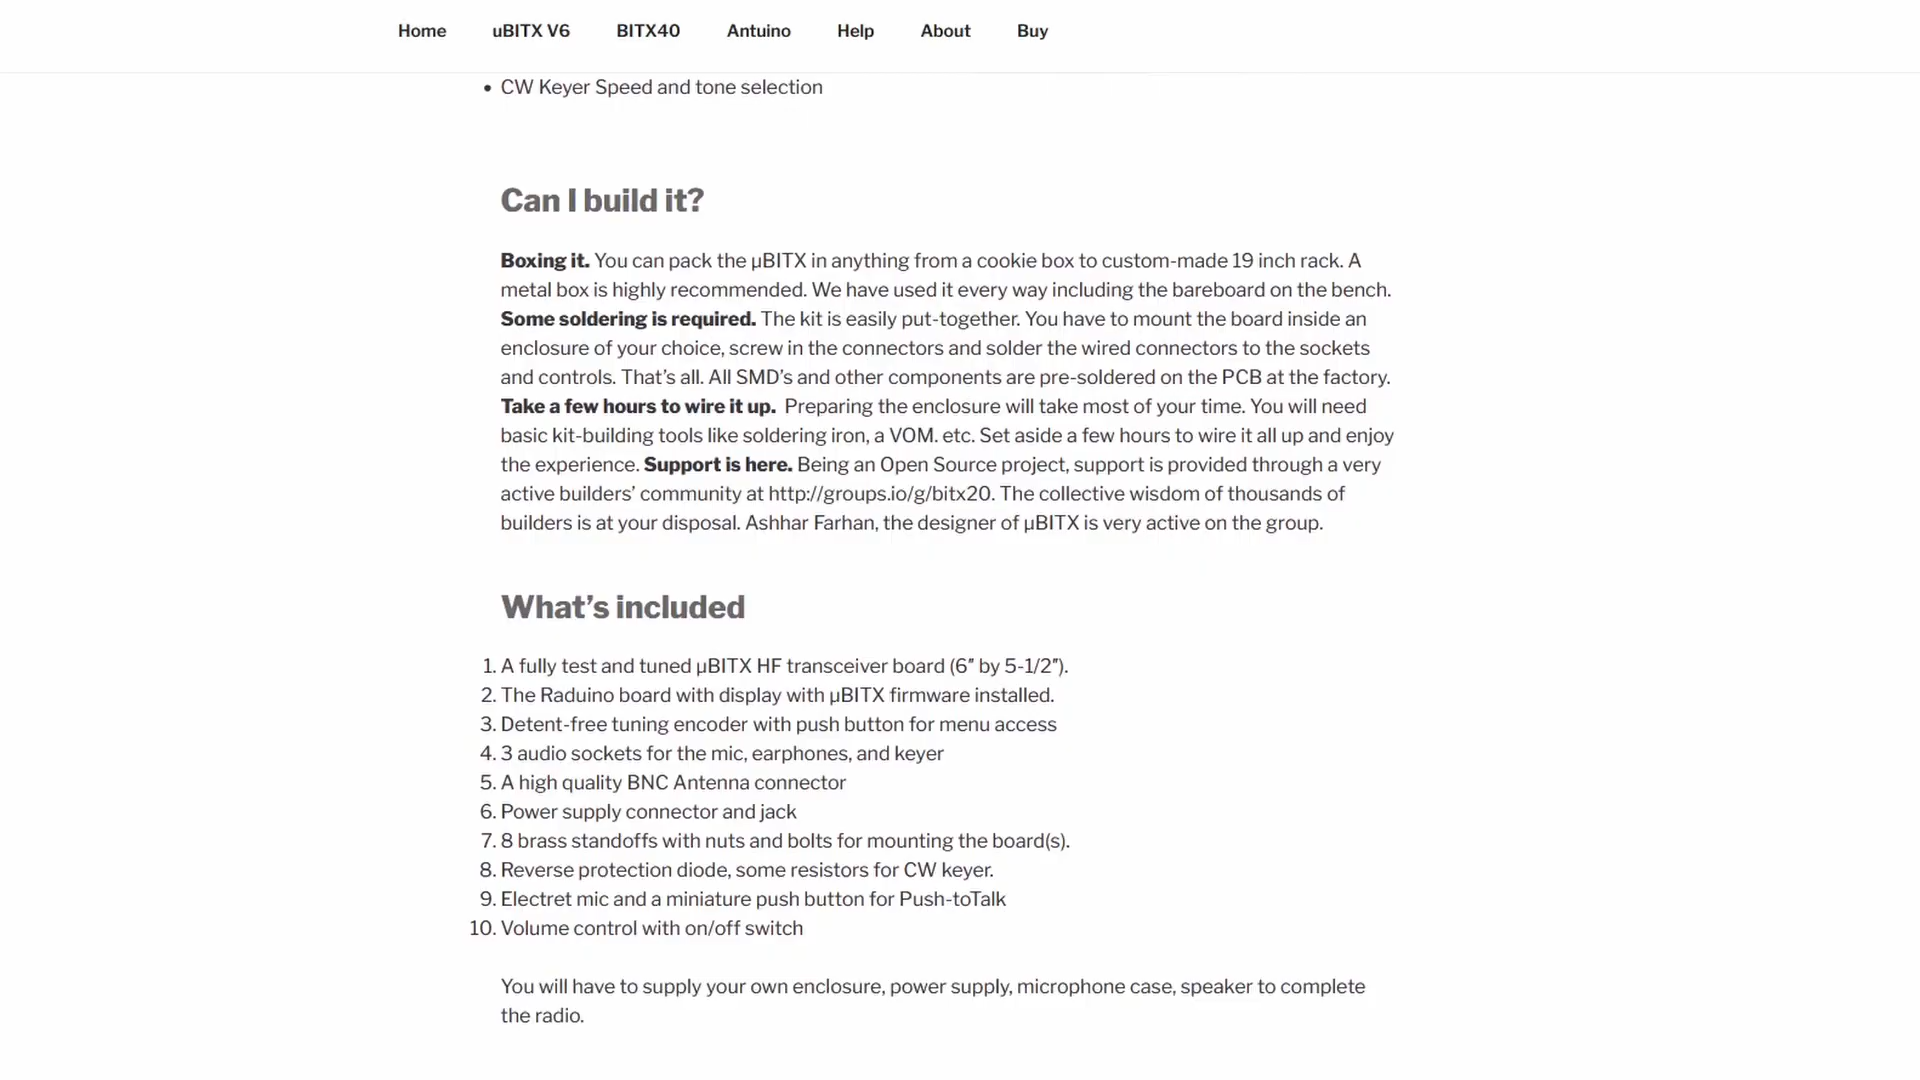 Home uBITX V6 BITX40 Antuino Help About Buy
• CW Keyer Speed and tone selection
Can I build it?
Boxing it. You can pack the µBITX in anything from a cookie box to custom-made 19 inch rack. A
metal box is highly recommended. We have used it every way including the bareboard on the bench.
Some soldering is required. The kit is easily put-together. You have to mount the board inside an
enclosure of your choice, screw in the connectors and solder the wired connectors to the sockets
and controls. That’s all. All SMD’s and other components are pre-soldered on the PCB at the factory.
Take a few hours to wire it up. Preparing the enclosure will take most of your time. You will need
basic kit-building tools like soldering iron, a VOM. etc. Set aside a few hours to wire it all up and enjoy
the experience. Support is here. Being an Open Source project, support is provided through a very
active builders’ community at http://groups.io/g/bitx20. The collective wisdom of thousands of
builders is at your disposal. Ashhar Farhan, the designer of µBITX is very active on the group.
What’s included
1. A fully test and tuned µBITX HF transceiver board (6″ by 5-1/2″).
2. The Raduino board with display with µBITX firmware installed.
3. Detent-free tuning encoder with push button for menu access
4. 3 audio sockets for the mic, earphones, and keyer
5. A high quality BNC Antenna connector
6. Power supply connector and jack
7. 8 brass standoffs with nuts and bolts for mounting the board(s).
8. Reverse protection diode, some resistors for CW keyer.
9. Electret mic and a miniature push button for Push-toTalk
10. Volume control with on/off switch
You will have to supply your own enclosure, power supply, microphone case, speaker to complete
the radio.